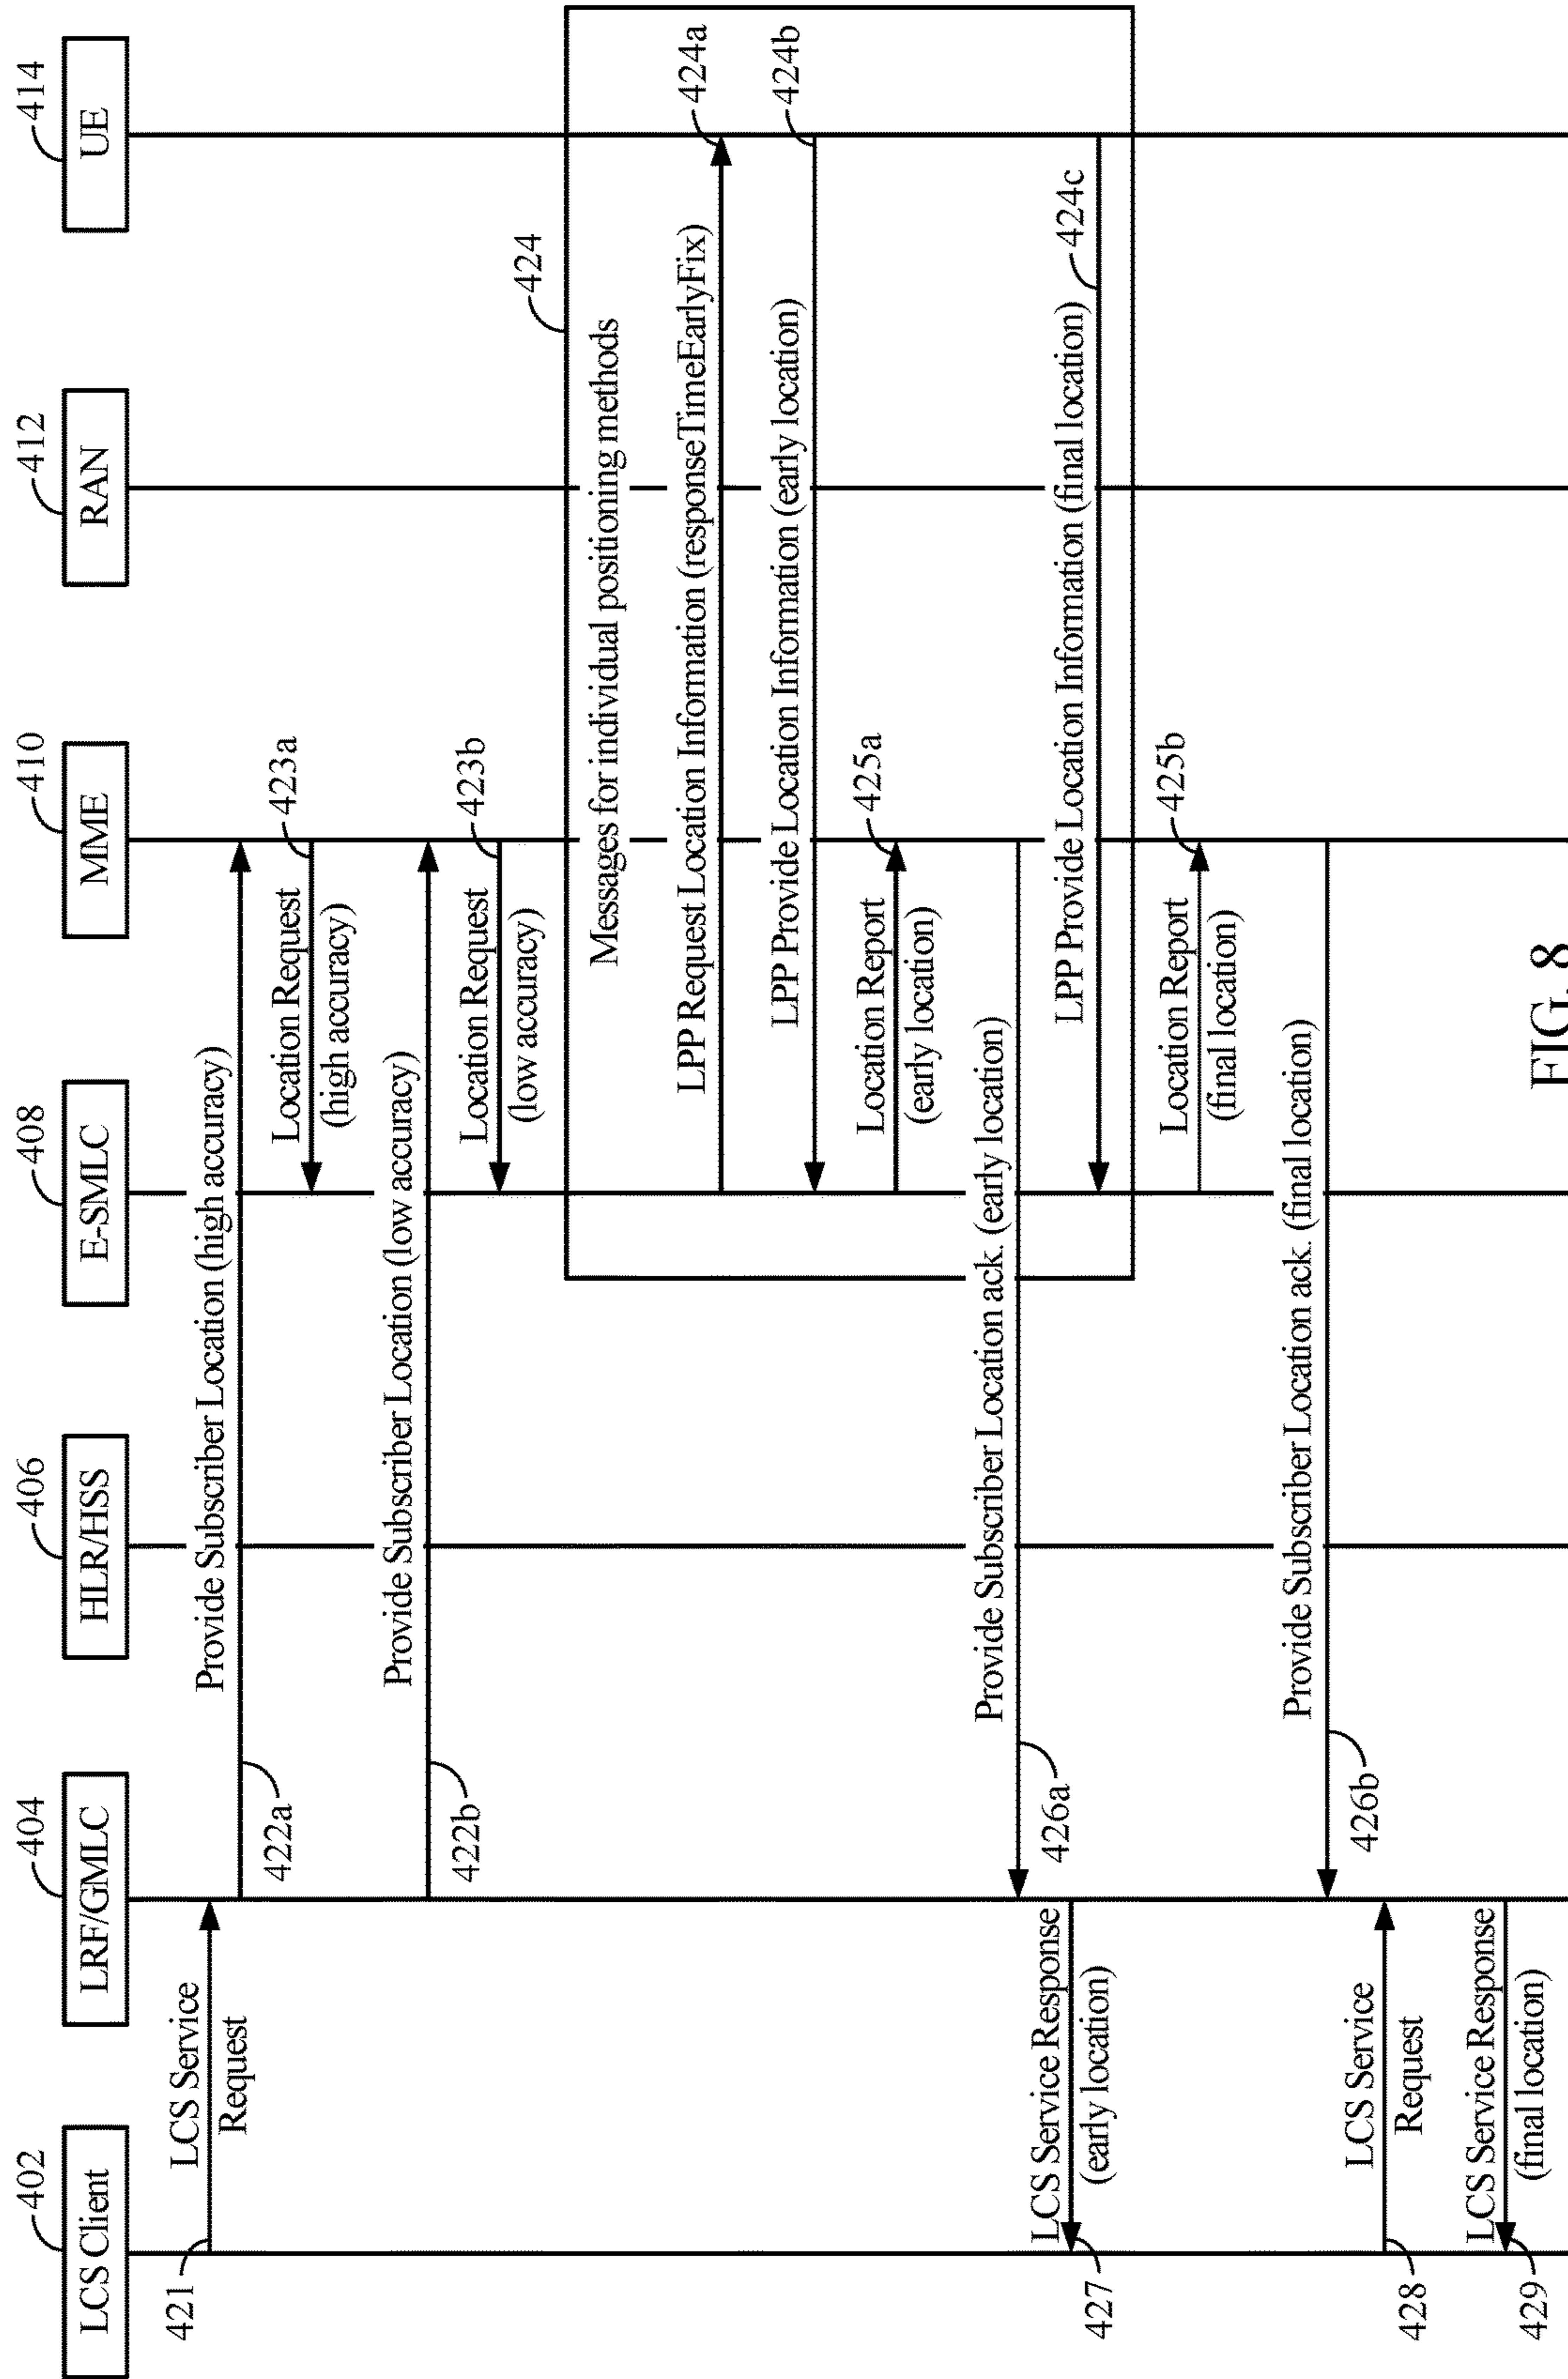 402
404
406
408
410
412
414
LCS Client
LRF/GMLC
HLR/HSS
E-SMLC
MME
RAN
UE
421
LCS Service
Request
Provide Subscriber Location (high accuracy)
422a
Location Request
(high accuracy)
423a
Provide Subscriber Location (low accuracy)
422b
Location Request
(low accuracy)
423b
424
Messages for individual positioning methods
LPP Request Location Information (responseTimeEarlyFix)
424a
LPP Provide Location Information (early location)
424b
Location Report
(early location)
425a
Provide Subscriber Location ack. (early location)
426a
LCS Service Response
(early location)
427
LPP Provide Location Information (final location)
424c
Location Report
(final location)
425b
Provide Subscriber Location ack. (final location)
426b
LCS Service
Request
428
LCS Service Response
(final location)
429
FIG. 8